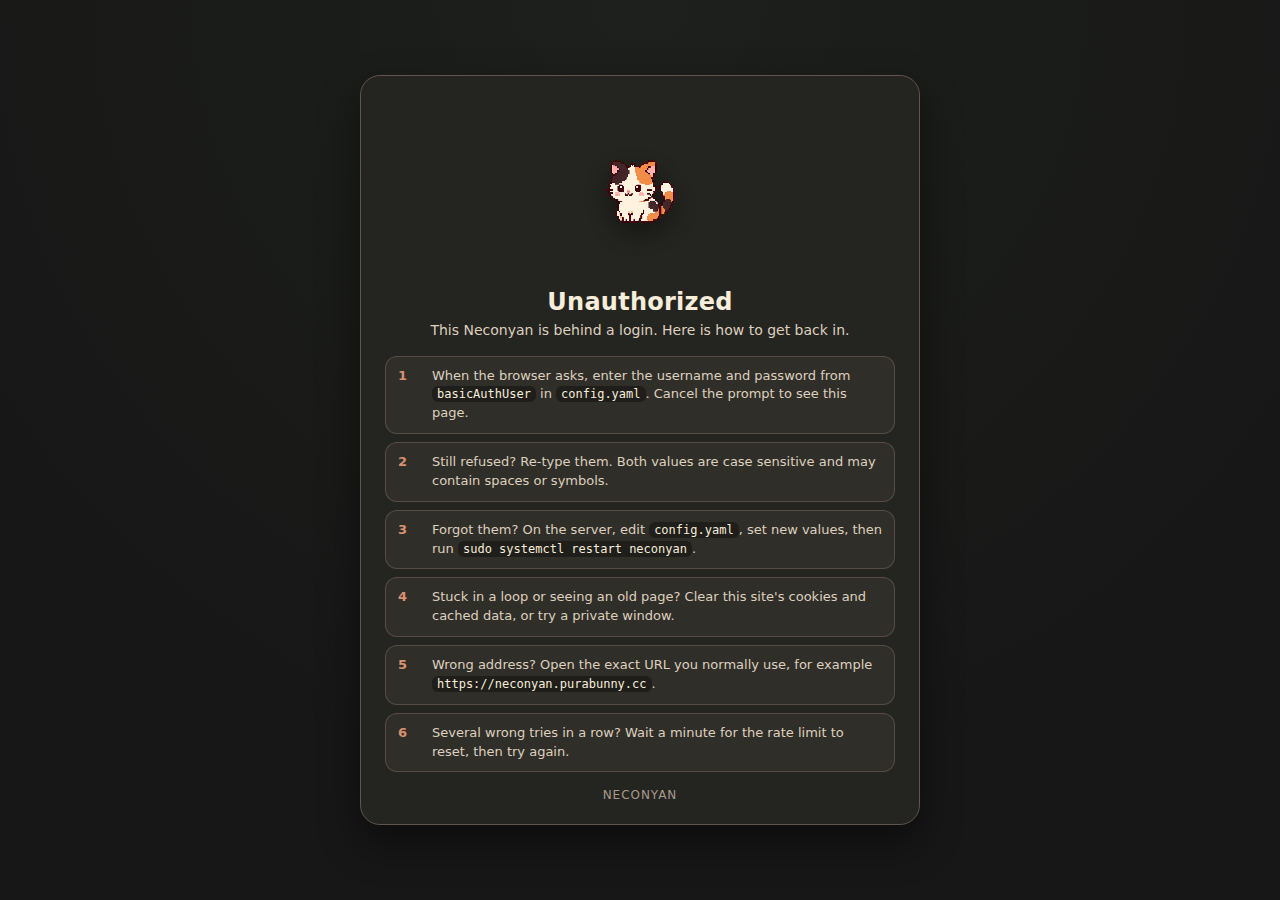 Unauthorized
This Neconyan is behind a login. Here is how to get back in.
1 When the browser asks, enter the username and password from
basicAuthUser in config.yaml. Cancel the prompt to see this
page.
2 Still refused? Re-type them. Both values are case sensitive and may
contain spaces or symbols.
3 Forgot them? On the server, edit config.yaml, set new values, then
run sudo systemctl restart neconyan.
4 Stuck in a loop or seeing an old page? Clear this site's cookies and
cached data, or try a private window.
5 Wrong address? Open the exact URL you normally use, for example
https://neconyan.purabunny.cc.
6 Several wrong tries in a row? Wait a minute for the rate limit to
reset, then try again.
NECONYAN